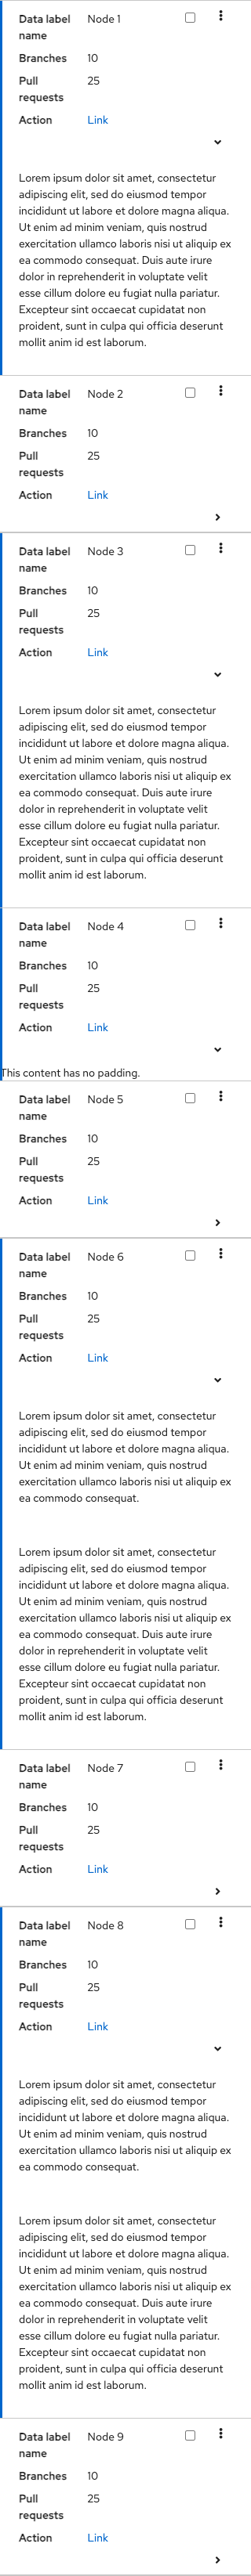 Data label Node 1
name
Branches 10
Pull 25
requests
Action Link
Lorem ipsum dolor sit amet, consectetur
adipiscing elit, sed do eiusmod tempor
incididunt ut labore et dolore magna aliqua.
Ut enim ad minim veniam, quis nostrud
exercitation ullamco laboris nisi ut aliquip ex
ea commodo consequat. Duis aute irure
dolor in reprehenderit in voluptate velit
esse cillum dolore eu fugiat nulla pariatur.
Excepteur sint occaecat cupidatat non
proident, sunt in culpa qui officia deserunt
mollit anim id est laborum.
Data label Node 2
name
Branches 10
Pull 25
requests
Action Link
Data label Node 3
name
Branches 10
Pull 25
requests
Action Link
Lorem ipsum dolor sit amet, consectetur
adipiscing elit, sed do eiusmod tempor
incididunt ut labore et dolore magna aliqua.
Ut enim ad minim veniam, quis nostrud
exercitation ullamco laboris nisi ut aliquip ex
ea commodo consequat. Duis aute irure
dolor in reprehenderit in voluptate velit
esse cillum dolore eu fugiat nulla pariatur.
Excepteur sint occaecat cupidatat non
proident, sunt in culpa qui officia deserunt
mollit anim id est laborum.
Data label Node 4
name
Branches 10
Pull 25
requests
Action Link
This content has no padding.
Data label Node 5
name
Branches 10
Pull 25
requests
Action Link
Data label Node 6
name
Branches 10
Pull 25
requests
Action Link
Lorem ipsum dolor sit amet, consectetur
adipiscing elit, sed do eiusmod tempor
incididunt ut labore et dolore magna aliqua.
Ut enim ad minim veniam, quis nostrud
exercitation ullamco laboris nisi ut aliquip ex
ea commodo consequat.
Lorem ipsum dolor sit amet, consectetur
adipiscing elit, sed do eiusmod tempor
incididunt ut labore et dolore magna aliqua.
Ut enim ad minim veniam, quis nostrud
exercitation ullamco laboris nisi ut aliquip ex
ea commodo consequat. Duis aute irure
dolor in reprehenderit in voluptate velit
esse cillum dolore eu fugiat nulla pariatur.
Excepteur sint occaecat cupidatat non
proident, sunt in culpa qui officia deserunt
mollit anim id est laborum.
Data label Node 7
name
Branches 10
Pull 25
requests
Action Link
Data label Node 8
name
Branches 10
Pull 25
requests
Action Link
Lorem ipsum dolor sit amet, consectetur
adipiscing elit, sed do eiusmod tempor
incididunt ut labore et dolore magna aliqua.
Ut enim ad minim veniam, quis nostrud
exercitation ullamco laboris nisi ut aliquip ex
ea commodo consequat.
Lorem ipsum dolor sit amet, consectetur
adipiscing elit, sed do eiusmod tempor
incididunt ut labore et dolore magna aliqua.
Ut enim ad minim veniam, quis nostrud
exercitation ullamco laboris nisi ut aliquip ex
ea commodo consequat. Duis aute irure
dolor in reprehenderit in voluptate velit
esse cillum dolore eu fugiat nulla pariatur.
Excepteur sint occaecat cupidatat non
proident, sunt in culpa qui officia deserunt
mollit anim id est laborum.
Data label Node 9
name
Branches 10
Pull 25
requests
Action Link